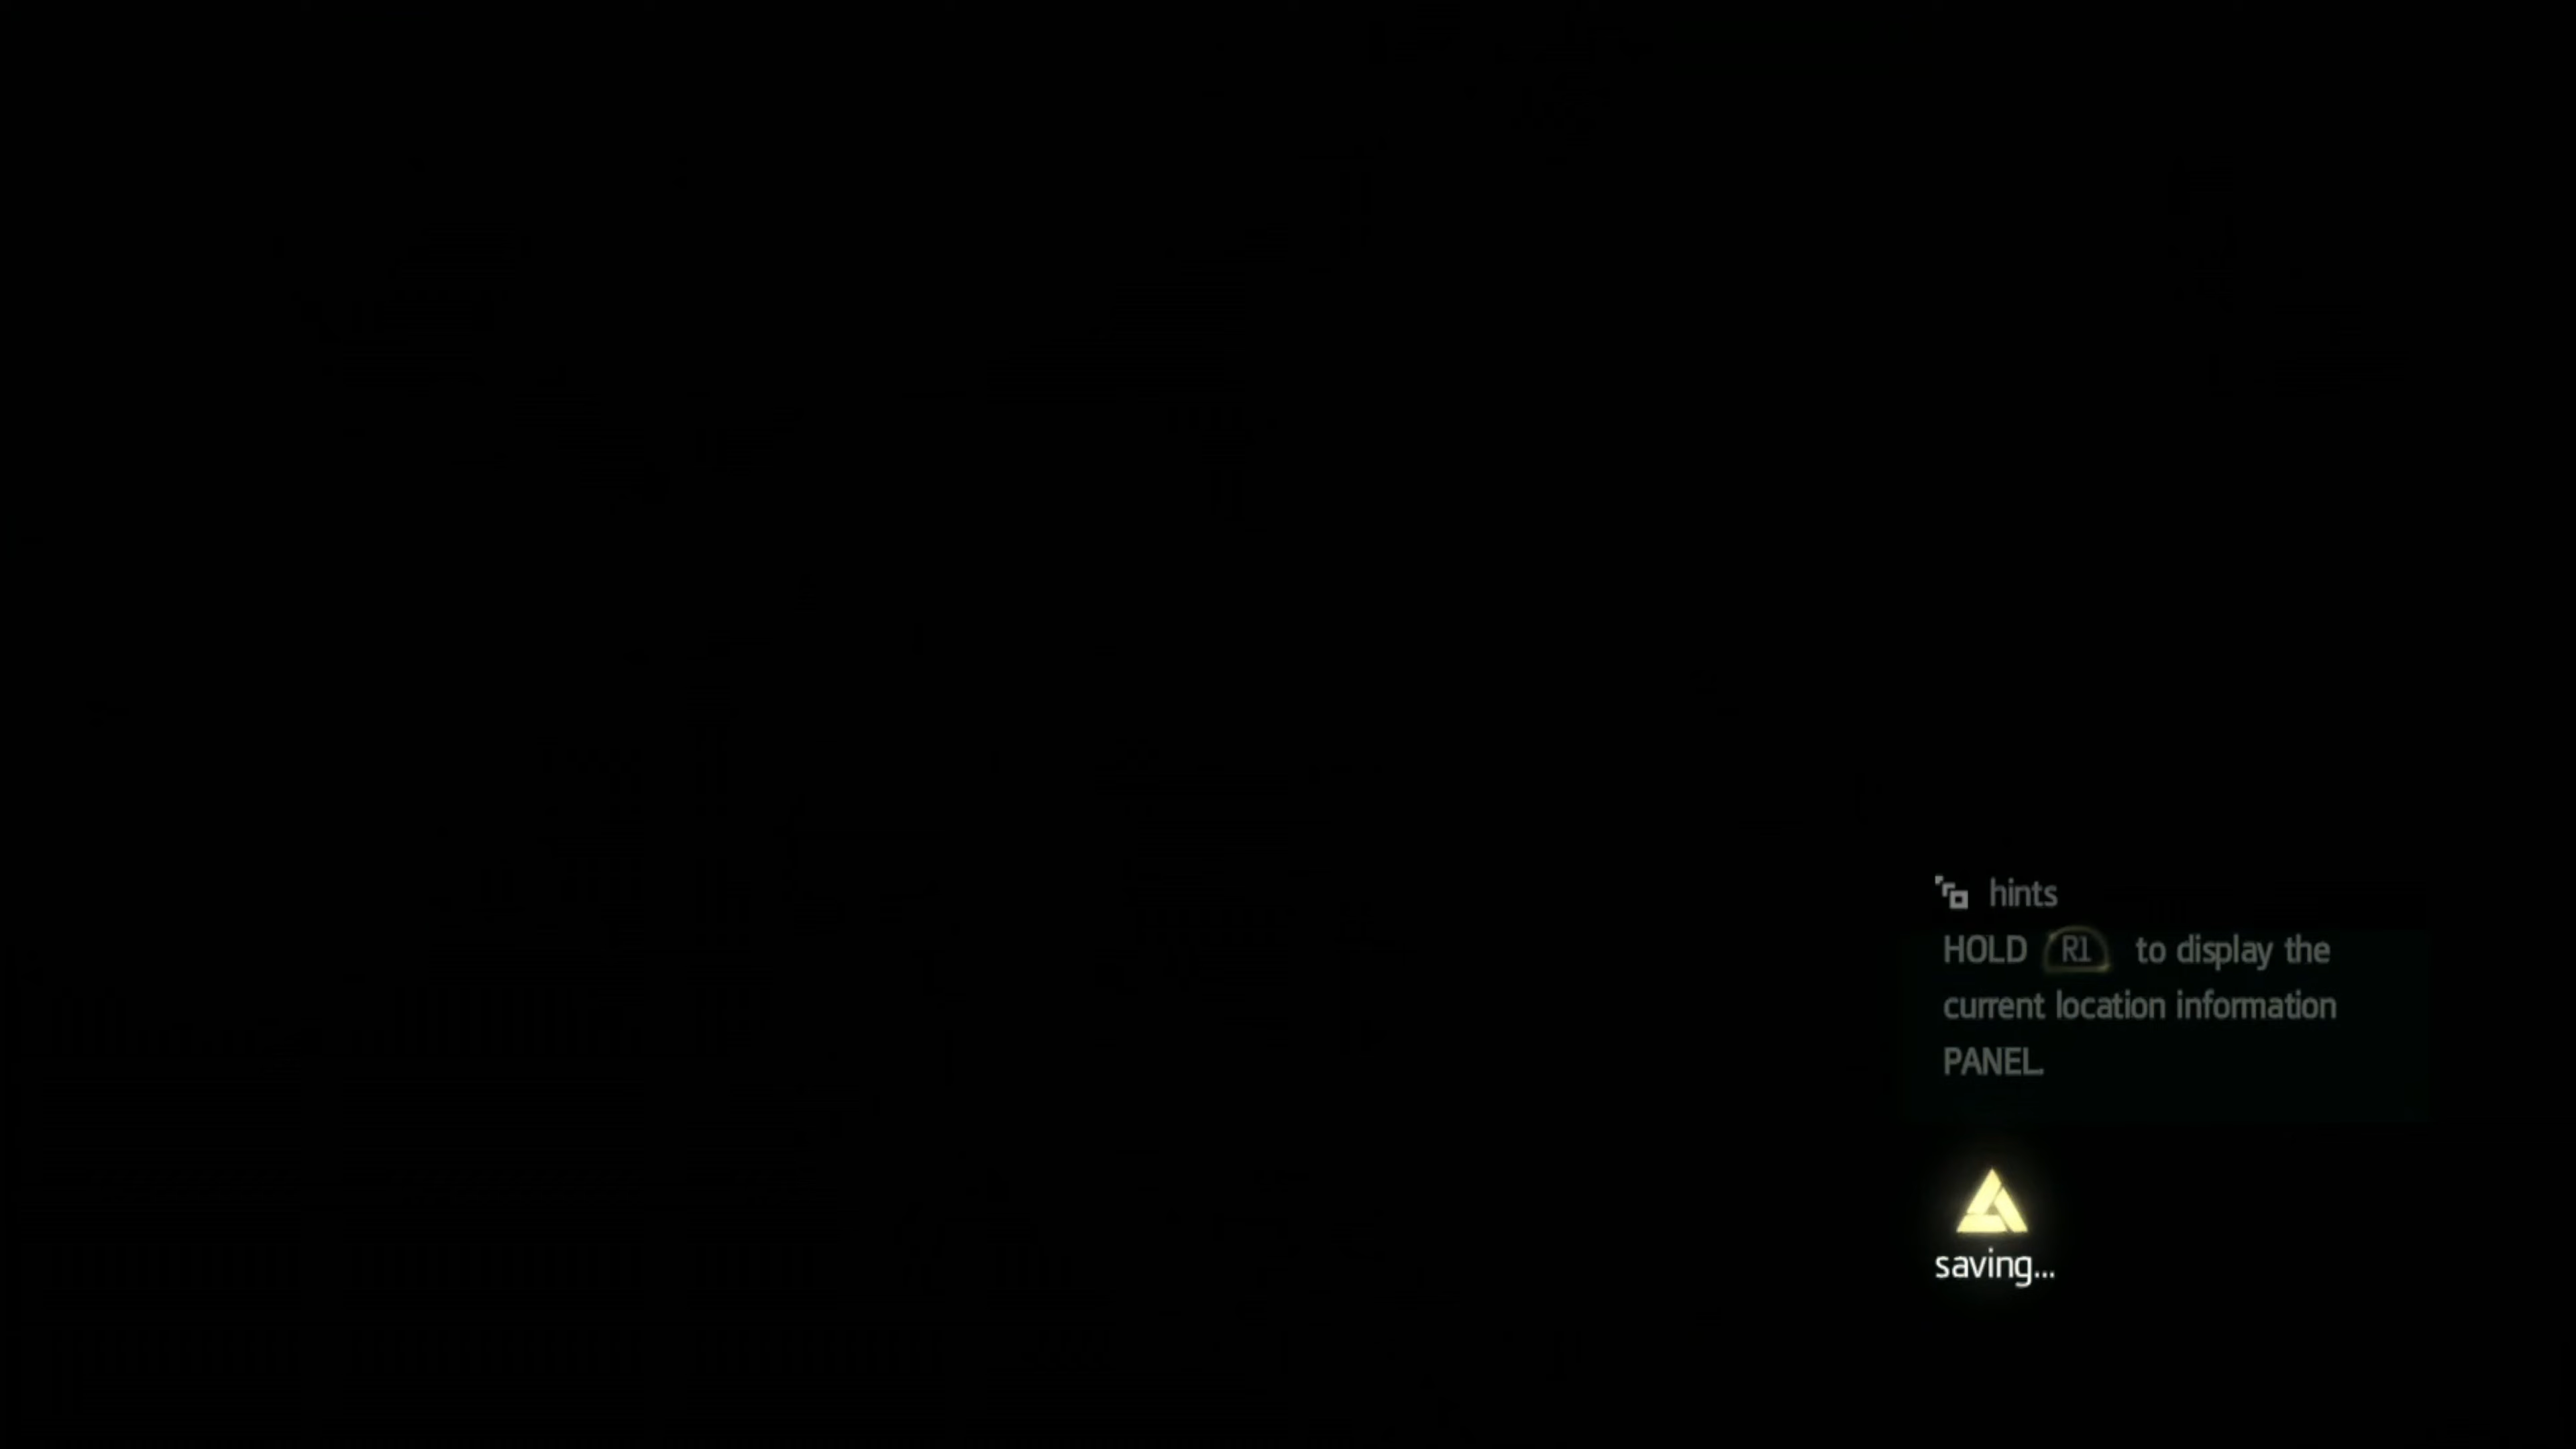 hints
HOLD R1 to display the
current location information
PANEL.
saving...